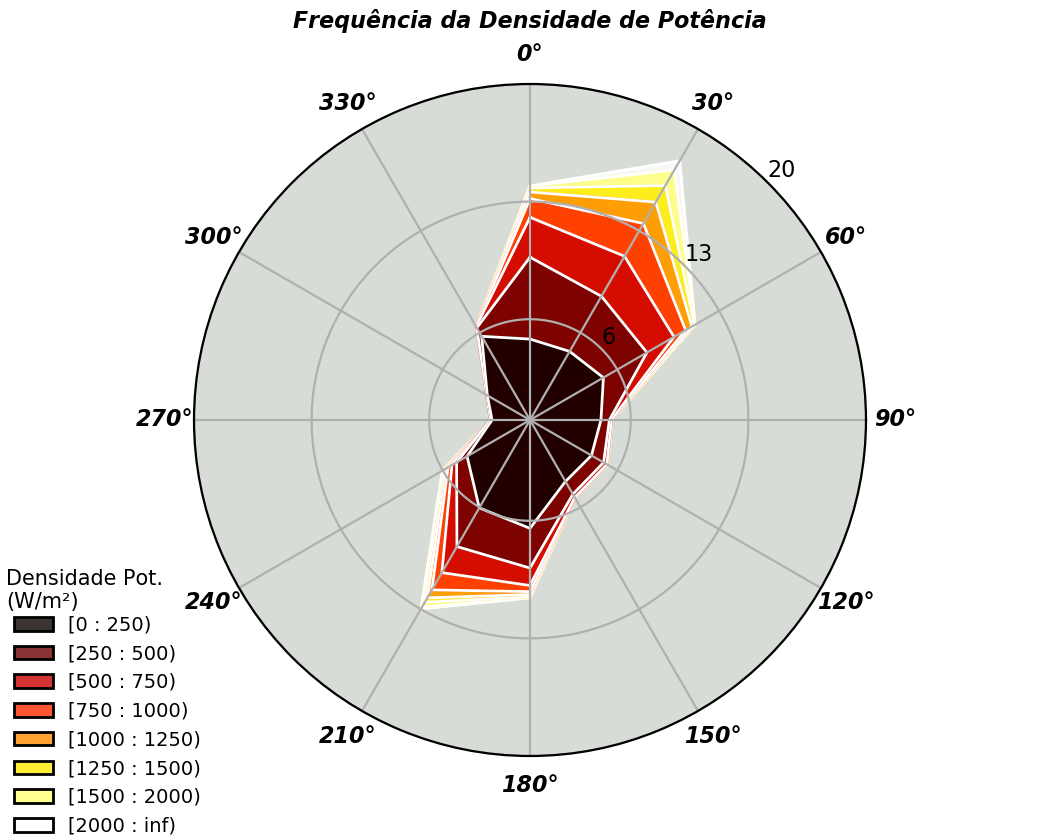 Frequência da Densidade de Potência
0°
30°
60°
90°
120°
150°
180°
210°
240°
270°
300°
330°
20
13
6
Densidade Pot.
(W/m²)
[0 : 250)
[250 : 500)
[500 : 750)
[750 : 1000)
[1000 : 1250)
[1250 : 1500)
[1500 : 2000)
[2000 : inf)